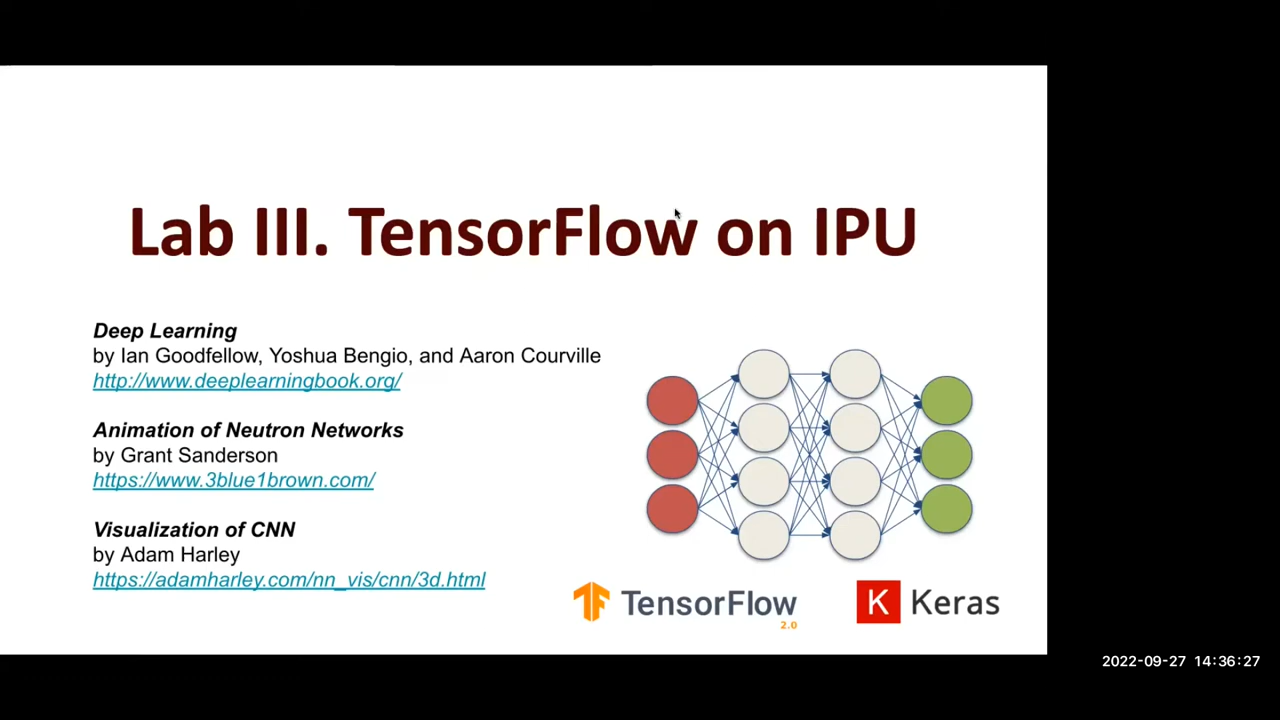 Lab III. TensorFlow on IPU
Deep Learning
by Ian Goodfellow, Yoshua Bengio, and Aaron Courville
http://www.deeplearningbook.org/
Animation of Neutron Networks
by Grant Sanderson
https://www.3blue1brown.com/
Visualization of CNN
by Adam Harley
https://adamharley.com/nn_vis/cnn/3d.html
TensorFlow
2.0
K Keras
2022-09-27 14:36:27